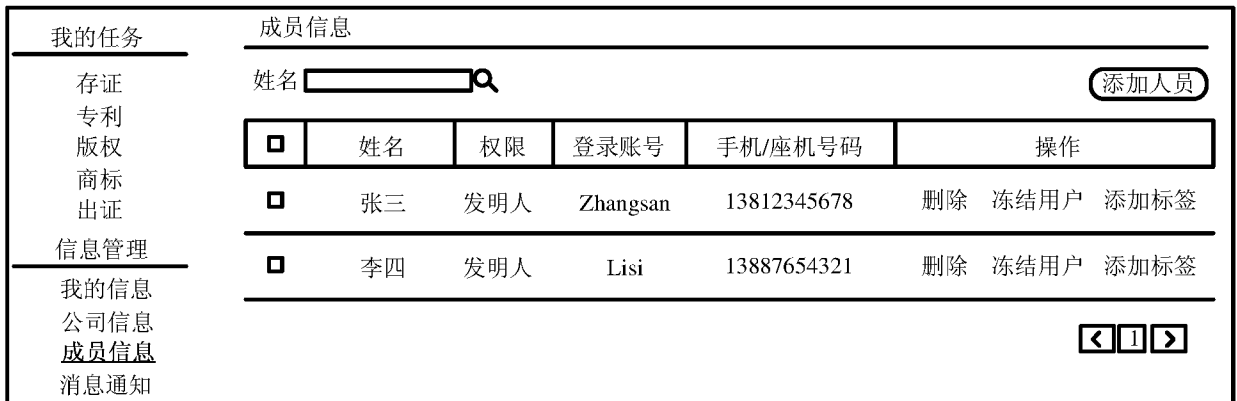 我的任务
存证
专利
版权
商标
出证
信息管理
我的信息
公司信息
成员信息
消息通知
成员信息
姓名
添加人员
姓名 权限 登录账号 手机/座机号码 操作
张三 发明人 Zhangsan 13812345678 删除 冻结用户 添加标签
李四 发明人 Lisi 13887654321 删除 冻结用户 添加标签
1